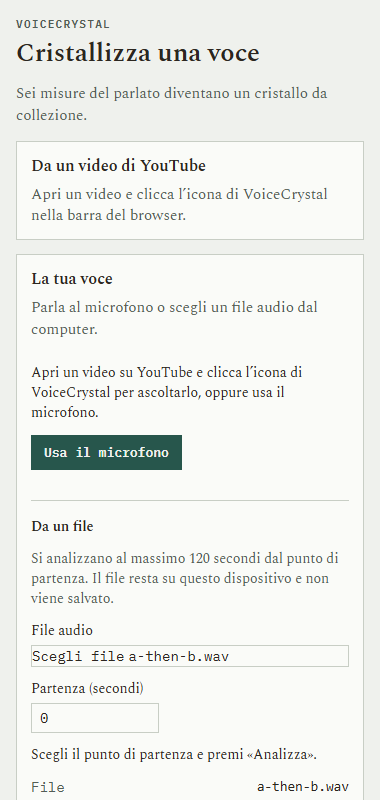 VOICECRYSTAL
Cristallizza una voce
Sei misure del parlato diventano un cristallo da
collezione.
Da un video di YouTube
Apri un video e clicca l'icona di VoiceCrystal
nella barra del browser.
La tua voce
Parla al microfono o scegli un file audio dal
computer.
Apri un video su YouTube e clicca l'icona di
VoiceCrystal per ascoltarlo, oppure usa il
microfono.
Usa il microfono
Da un file
Si analizzano al massimo 120 secondi dal punto di
partenza. Il file resta su questo dispositivo e non
viene salvato.
File audio
Scegli file a-then-b.wav
Partenza (secondi)
0
Scegli il punto di partenza e premi «Analizza».
File a-then-b.wav